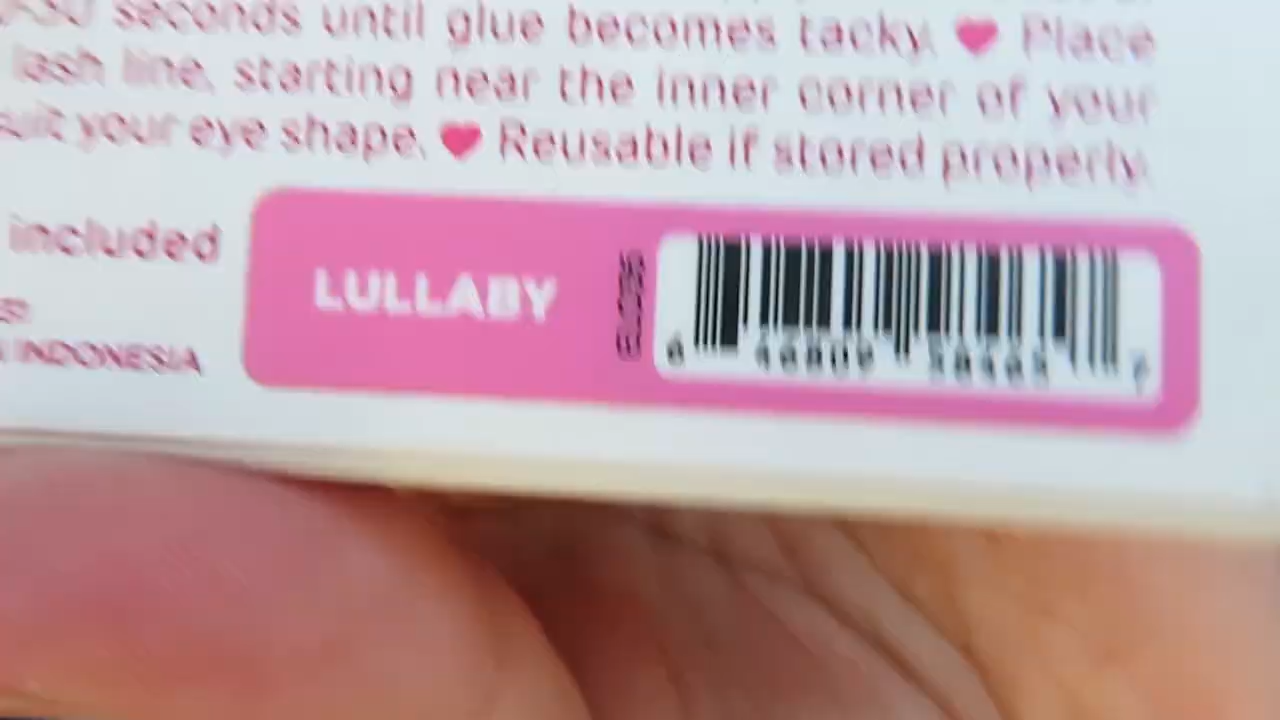 seconds until glue becomes tacky. ♥ Place
lash line, starting near the inner corner of your
suit your eye shape. ♥ Reusable if stored properly.
included
LULLABY
INDONESIA